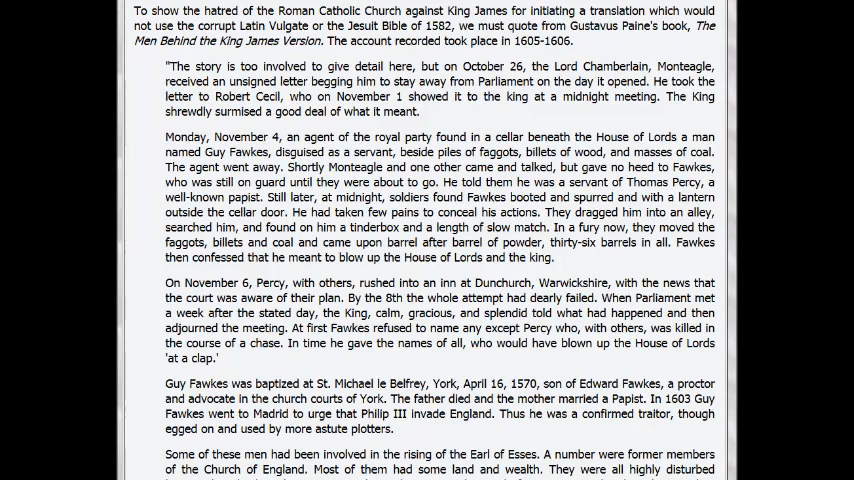 To show the hatred of the Roman Catholic Church against King James for initiating a translation which would
not use the corrupt Latin Vulgate or the Jesuit Bible of 1582, we must quote from Gustavus Paine's book, The
Men Behind the King James Version. The account recorded took place in 1605-1606.
"The story is too involved to give detail here, but on October 26, the Lord Chamberlain, Monteagle,
received an unsigned letter begging him to stay away from Parliament on the day it opened. He took the
letter to Robert Cecil, who on November 1 showed it to the king at a midnight meeting. The King
shrewdly surmised a good deal of what it meant.
Monday, November 4, an agent of the royal party found in a cellar beneath the House of Lords a man
named Guy Fawkes, disguised as a servant, beside piles of faggots, billets of wood, and masses of coal.
The agent went away. Shortly Monteagle and one other came and talked, but gave no heed to Fawkes,
who was still on guard until they were about to go. He told them he was a servant of Thomas Percy, a
well-known papist. Still later, at midnight, soldiers found Fawkes booted and spurred and with a lantern
outside the cellar door. He had taken few pains to conceal his actions. They dragged him into an alley,
searched him, and found on him a tinderbox and a length of slow match. In a fury now, they moved the
faggots, billets and coal and came upon barrel after barrel of powder, thirty-six barrels in all. Fawkes
then confessed that he meant to blow up the House of Lords and the king.
On November 6, Percy, with others, rushed into an inn at Dunchurch, Warwickshire, with the news that
the court was aware of their plan. By the 8th the whole attempt had dearly failed. When Parliament met
a week after the stated day, the King, calm, gracious, and splendid told what had happened and then
adjourned the meeting. At first Fawkes refused to name any except Percy who, with others, was killed in
the course of a chase. In time he gave the names of all, who would have blown up the House of Lords
'at a clap.'
Guy Fawkes was baptized at St. Michael le Belfrey, York, April 16, 1570, son of Edward Fawkes, a proctor
and advocate in the church courts of York. The father died and the mother married a Papist. In 1603 Guy
Fawkes went to Madrid to urge that Philip III invade England. Thus he was a confirmed traitor, though
egged on and used by more astute plotters.
Some of these men had been involved in the rising of the Earl of Esses. A number were former members
of the Church of England. Most of them had some land and wealth. They were all highly disturbed